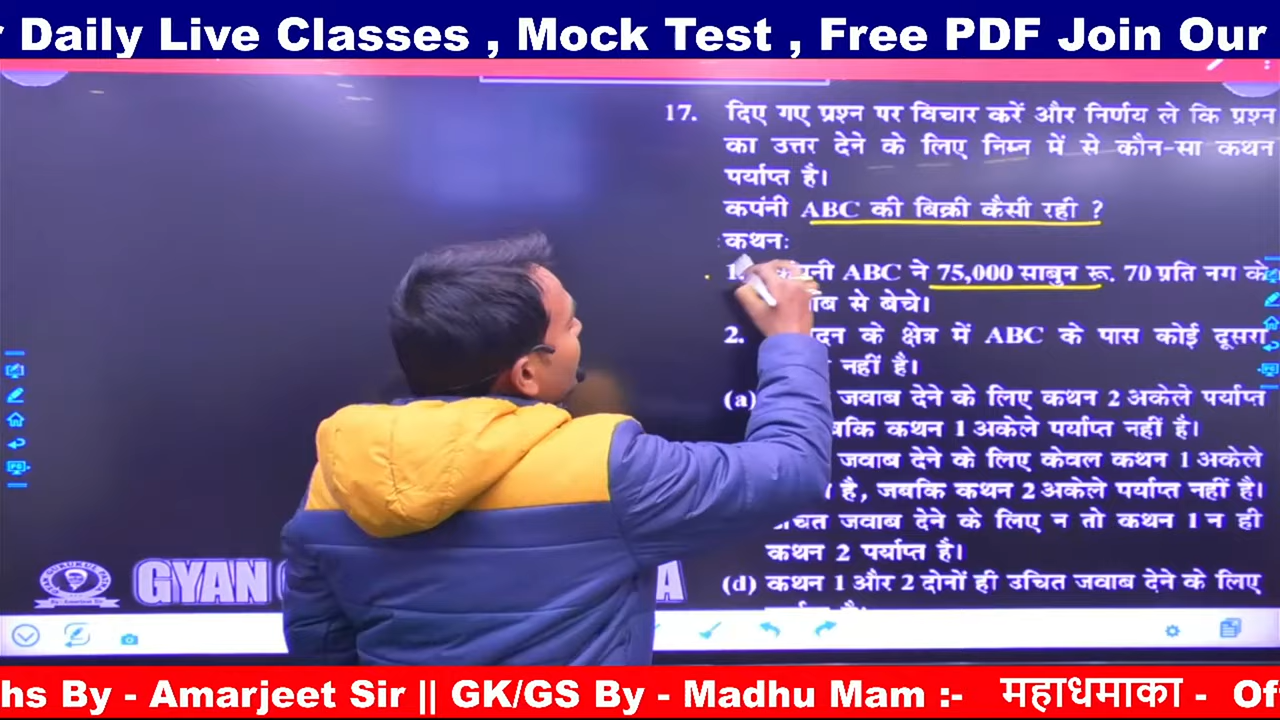 Daily Live Classes , Mock Test , Free PDF Join Our
17. दिए गए प्रश्न पर विचार करें और निर्णय ले कि प्रश्न
का उत्तर देने के लिए निम्न में से कौन-सा कथन
पर्याप्त है।
कपंनी ABC की बिक्री कैसी रही ?
कथन:
1. ABC ने 75,000 साबुन रू. 70 प्रति नग के
से बेचे।
2. के क्षेत्र में ABC के पास कोई दूसरा
नहीं है।
(a) जवाब देने के लिए कथन 2 अकेले पर्याप्त
कथन 1 अकेले पर्याप्त नहीं है।
जवाब देने के लिए केवल कथन 1 अकेले
है, जबकि कथन 2 अकेले पर्याप्त नहीं है।
जवाब देने के लिए न तो कथन 1 न ही
कथन 2 पर्याप्त है।
(d) कथन 1 और 2 दोनों ही उचित जवाब देने के लिए
GYAN
By - Amarjeet Sir || GK/GS By - Madhu Mam :- महाधमाका -